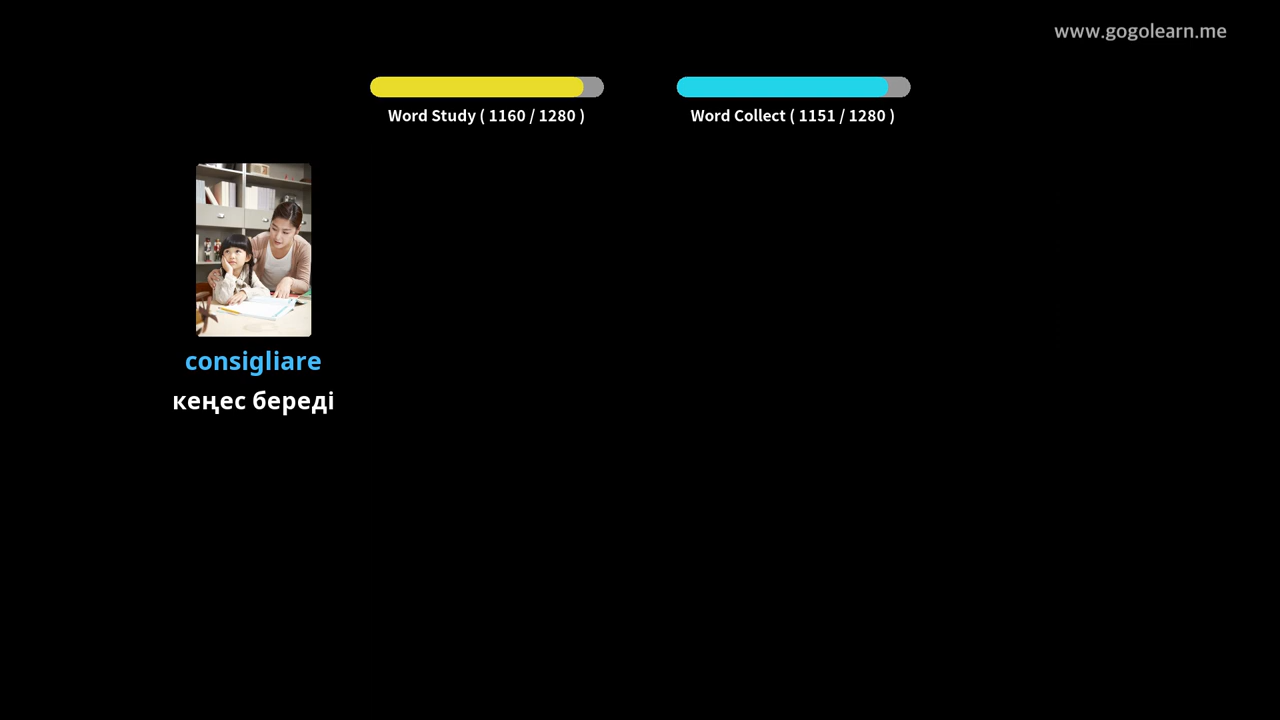 www.gogolearn.me
Word Study ( 1160 / 1280 )
Word Collect ( 1151 / 1280 )
consigliare
кеңес береді